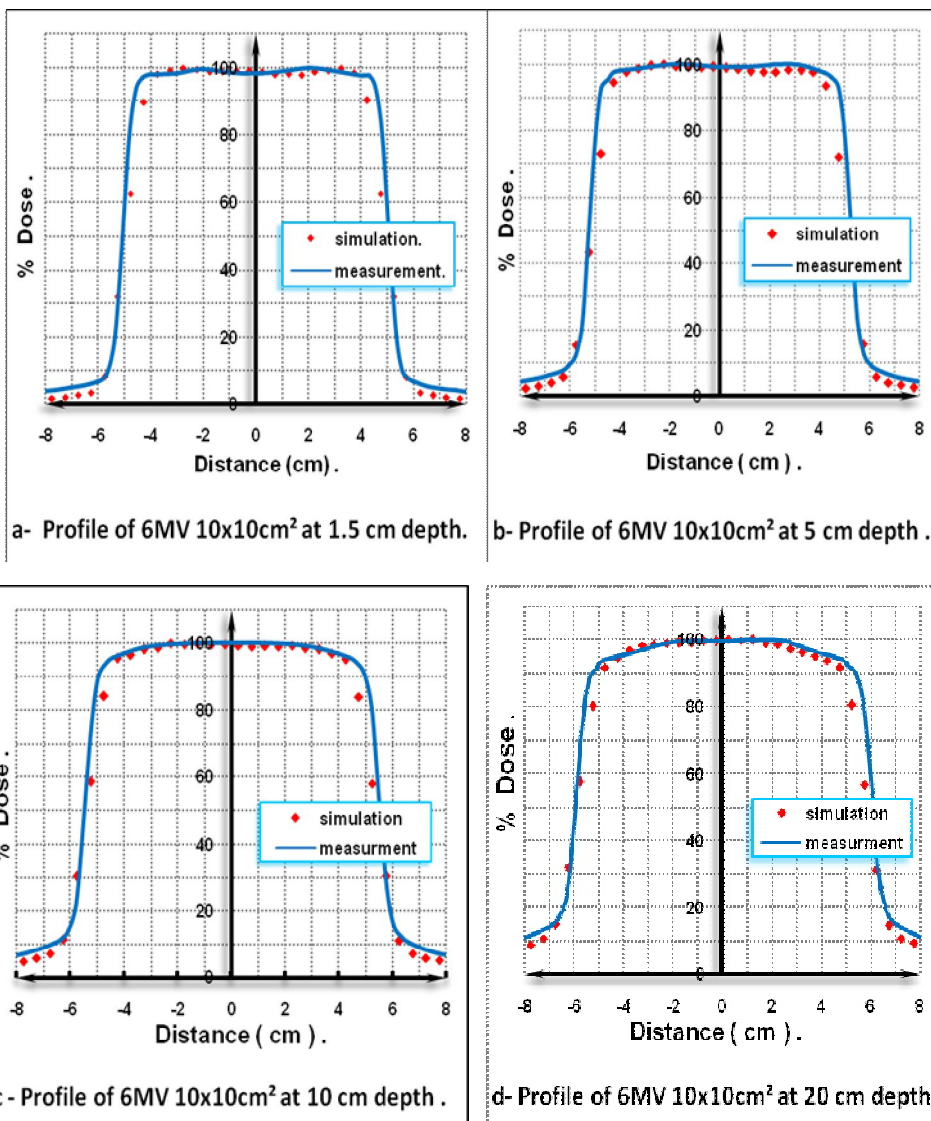 100
80
60
40
20
0
% Dose .
simulation.
measurement.
-8 -6 -4 -2 0 2 4 6 8
Distance (cm) .
a- Profile of 6MV 10x10cm² at 1.5 cm depth.
100
80
60
40
20
0
% Dose .
simulation
measurement
-8 -6 -4 -2 0 2 4 6 8
Distance ( cm ) .
b- Profile of 6MV 10x10cm² at 5 cm depth .
100
80
60
40
20
0
% Dose .
simulation
measurment
-8 -6 -4 -2 0 2 4 6 8
Distance ( cm ) .
c - Profile of 6MV 10x10cm² at 10 cm depth .
100
80
60
40
20
0
% Dose .
simulation
measurment
-8 -6 -4 -2 0 2 4 6 8
Distance ( cm ) .
d- Profile of 6MV 10x10cm² at 20 cm depth